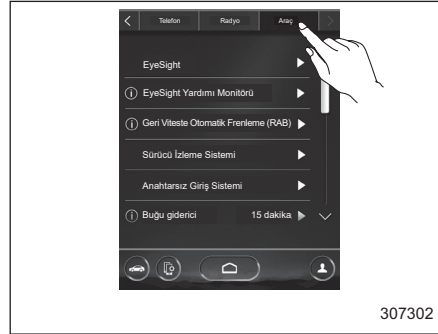 Telefon Radyo Araç
EyeSight
EyeSight Yardımı Monitörü
Geri Viteste Otomatik Frenleme (RAB)
Sürücü İzleme Sistemi
Anahtarsız Giriş Sistemi
Buğu giderici 15 dakika
307302